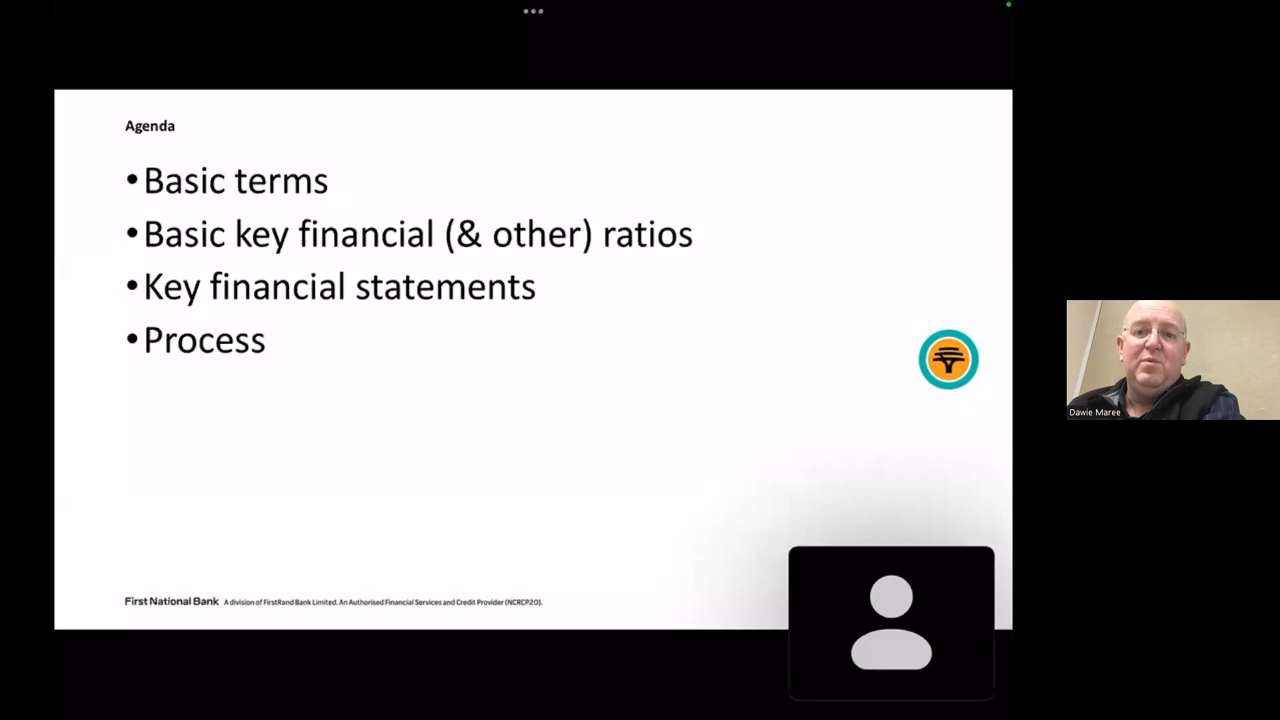 Agenda
•Basic terms
•Basic key financial (& other) ratios
•Key financial statements
•Process
Dawie Maree
First National Bank A division of FirstRand Bank Limited. An Authorised Financial Services and Credit Provider (NCRCP20).